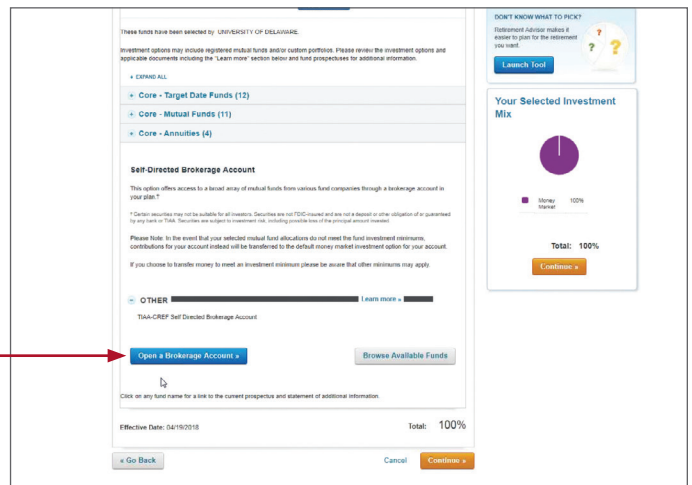 These funds have been selected by UNIVERSITY OF DELAWARE.
Investment options may include registered mutual funds and/or custom portfolios. Please review the investment options and
applicable documents including the "Learn more" section below and fund prospectuses for additional information.
+ EXPAND ALL
+ Core - Target Date Funds (12)
+ Core - Mutual Funds (11)
+ Core - Annuities (4)
Self-Directed Brokerage Account
This option offers access to a broad array of mutual funds from various fund companies through a brokerage account in
your plan.*
* Certain securities may not be suitable for all investors. Securities are not FDIC-insured and are not a deposit or other obligation of or guaranteed
by any bank or TIAA. Securities are subject to investment risk, including possible loss of the principal amount invested.
Please Note: In the event that your selected mutual fund allocations do not meet the fund investment minimums,
contributions for your account instead will be transferred to the default money market investment option for your account.
If you choose to transfer money to meet an investment minimum please be aware that other minimums may apply.
− OTHER Learn more »
TIAA-CREF Self Directed Brokerage Account
Open a Brokerage Account »
Browse Available Funds
Click on any fund name for a link to the current prospectus and statement of additional information.
Effective Date: 04/19/2018 Total: 100%
« Go Back Cancel Continue »
DON'T KNOW WHAT TO PICK?
Retirement Advisor makes it
easier to plan for the retirement
you want.
? ? ?
Launch Tool
Your Selected Investment
Mix
Money 100%
Market
Total: 100%
Continue »